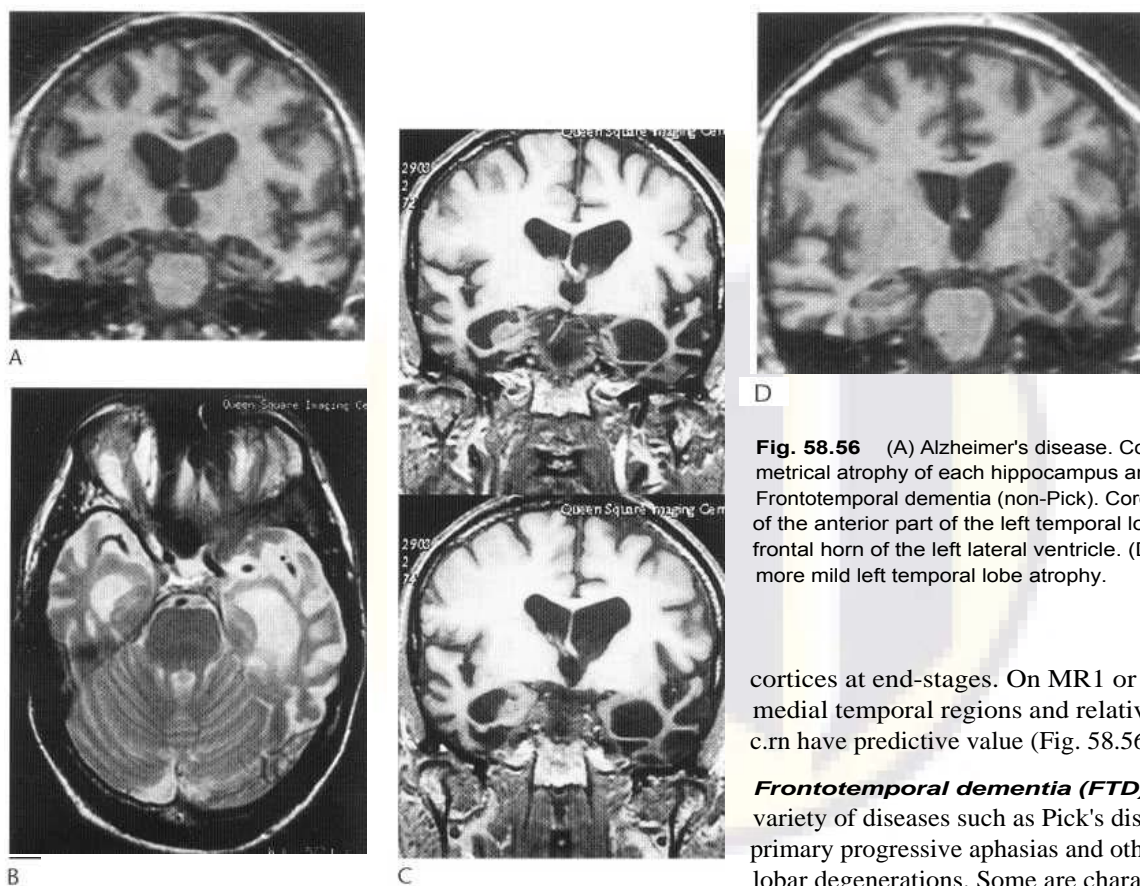 A
B
Queen Square Imaging Ce
2903
2
72
Queen Square Imaging Cen
C
Queen Square Imaging Cen
2903
D
Fig. 58.56 (A) Alzheimer's disease. Co
metrical atrophy of each hippocampus ar
Frontotemporal dementia (non-Pick). Cor
of the anterior part of the left temporal lo
frontal horn of the left lateral ventricle. (D
more mild left temporal lobe atrophy.
cortices at end-stages. On MR1 or
medial temporal regions and relativ
c.rn have predictive value (Fig. 58.56
Frontotemporal dementia (FTD)
variety of diseases such as Pick's dis
primary progressive aphasias and oth
lobar degenerations. Some are chara